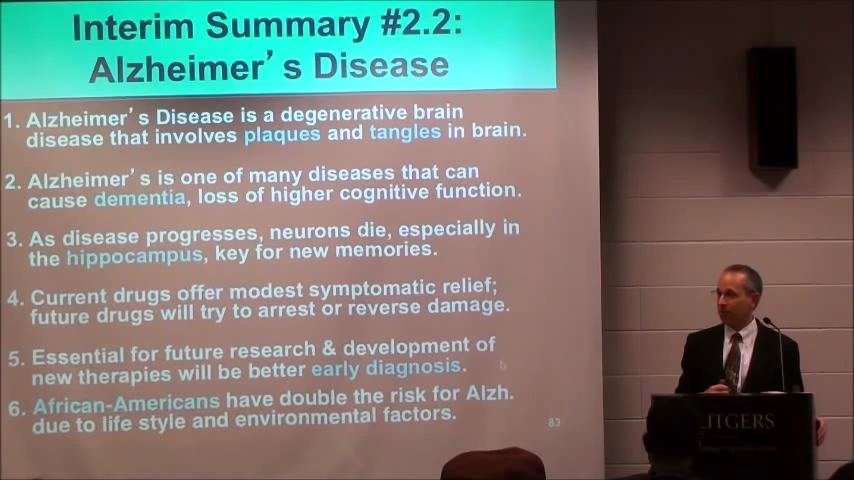 Interim Summary #2.2:
Alzheimer's Disease
1. Alzheimer's Disease is a degenerative brain
disease that involves plaques and tangles in brain.
2. Alzheimer's is one of many diseases that can
cause dementia, loss of higher cognitive function.
3. As disease progresses, neurons die, especially in
the hippocampus, key for new memories.
4. Current drugs offer modest symptomatic relief;
future drugs will try to arrest or reverse damage.
5. Essential for future research & development of
new therapies will be better early diagnosis.
6. African-Americans have double the risk for Alzh.
due to life style and environmental factors.
83
UTGERS